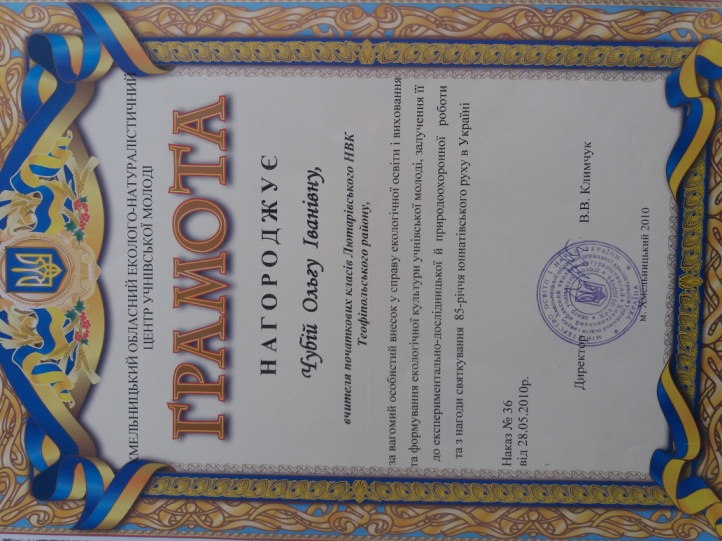 ХМЕЛЬНИЦЬКИЙ ОБЛАСНИЙ ЕКОЛОГО-НАТУРАЛІСТИЧНИЙ
ЦЕНТР УЧНІВСЬКОЇ МОЛОДІ
ГРАМОТА
НАГОРОДЖУЄ
Чубій Ольгу Іванівну,
вчителя початкових класів Лютарівського НВК
Теофіпольського району,
за вагомий особистий внесок у справу екологічної освіти і виховання
та формування екологічної культури учнівської молоді, залучення її
до експериментально-дослідницької й природоохоронної роботи
та з нагоди святкування 85-річчя юннатівського руху в Україні
Наказ № 36
від 28.05.2010р.
Директор В.В. Климчук
м. Хмельницький 2010